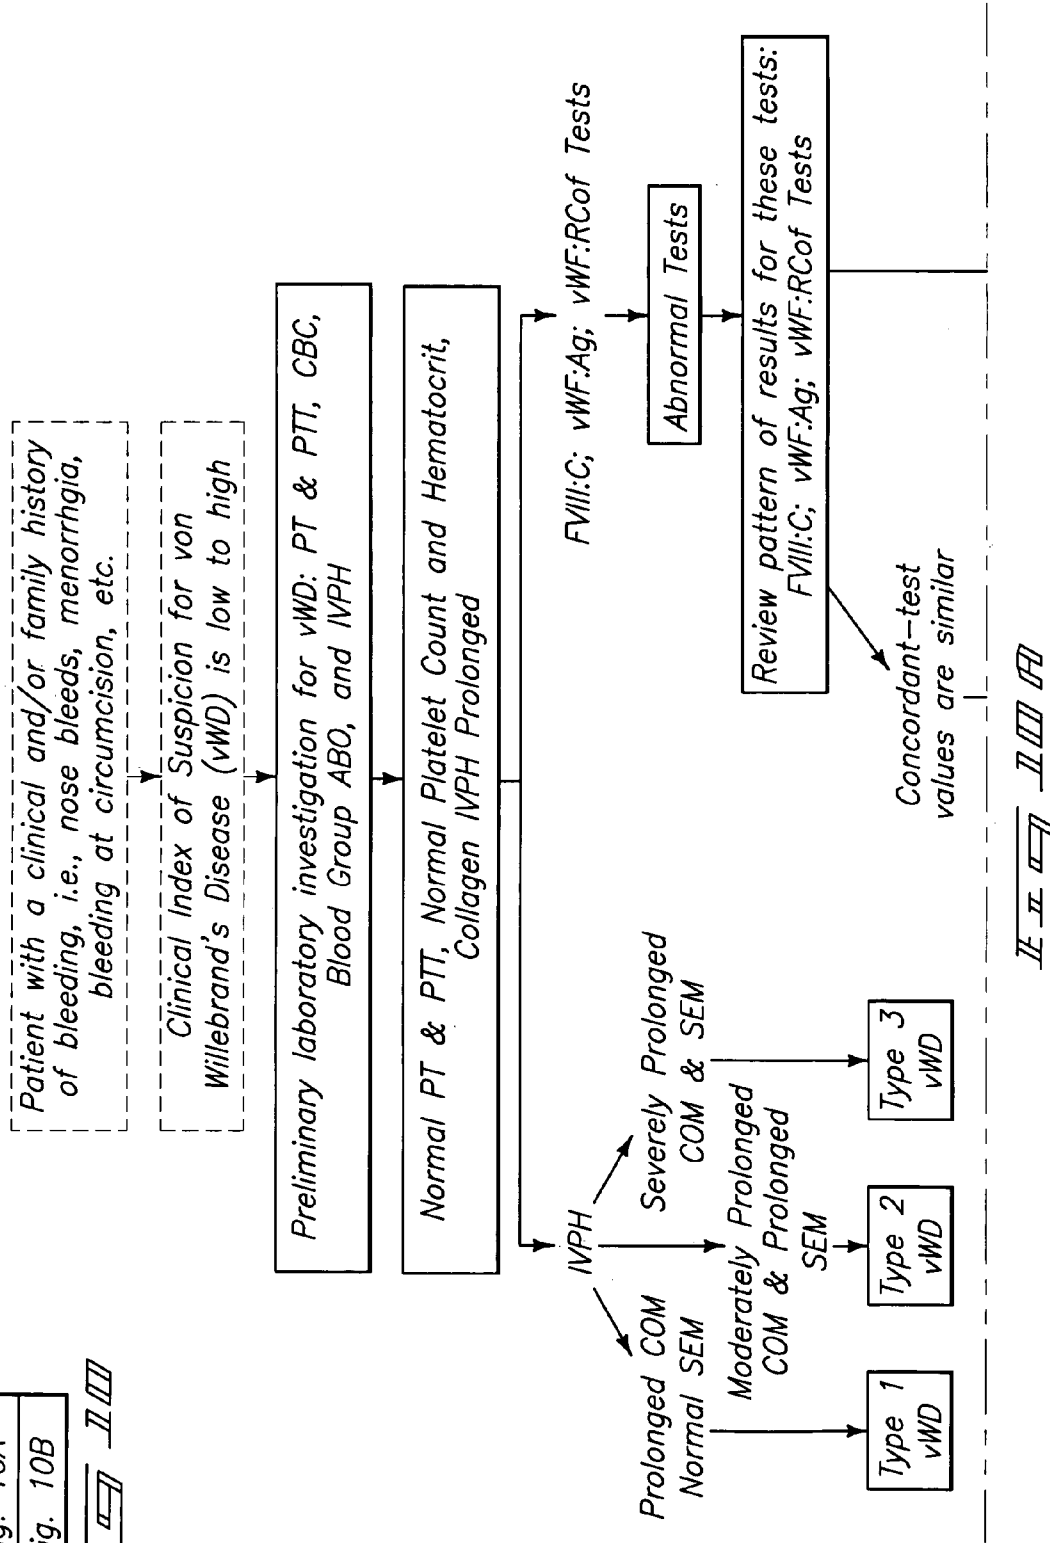 Patient with a clinical and/or family history
of bleeding, i.e., nose bleeds, menorrhgia,
bleeding at circumcision, etc.
Clinical Index of Suspicion for von
Willebrand's Disease (vWD) is low to high
Preliminary laboratory investigation for vWD: PT & PTT, CBC,
Blood Group ABO, and IVPH
Normal PT & PTT, Normal Platelet Count and Hematocrit,
Collagen IVPH Prolonged
IVPH
Prolonged COM
Normal SEM
Severely Prolonged
COM & SEM
Moderately Prolonged
COM & Prolonged
SEM
Type 1
vWD
Type 2
vWD
Type 3
vWD
FVIII:C; vWF:Ag; vWF:RCof Tests
Abnormal Tests
Review pattern of results for these tests:
FVIII:C; vWF:Ag; vWF:RCof Tests
Concordant-test
values are similar
Fig 10A
10B
10